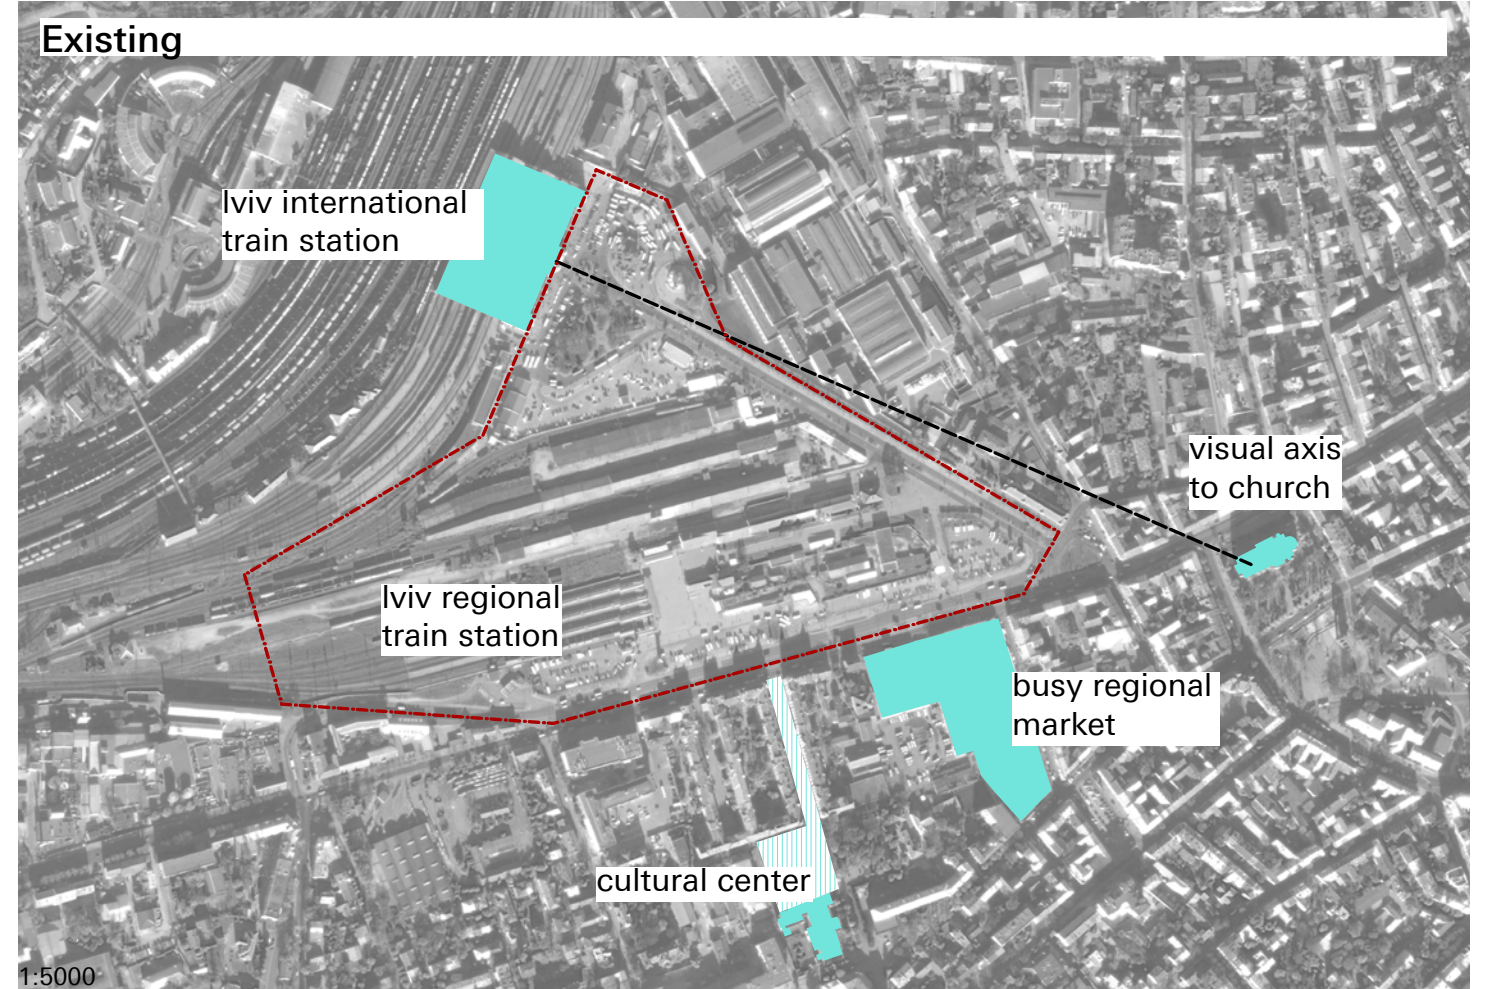 Existing
lviv international
train station
visual axis
to church
lviv regional
train station
busy regional
market
cultural center
1:5000